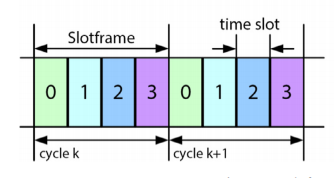 time slot
Slotframe
0 1 2 3 0 1 2 3
cycle k cycle k+1